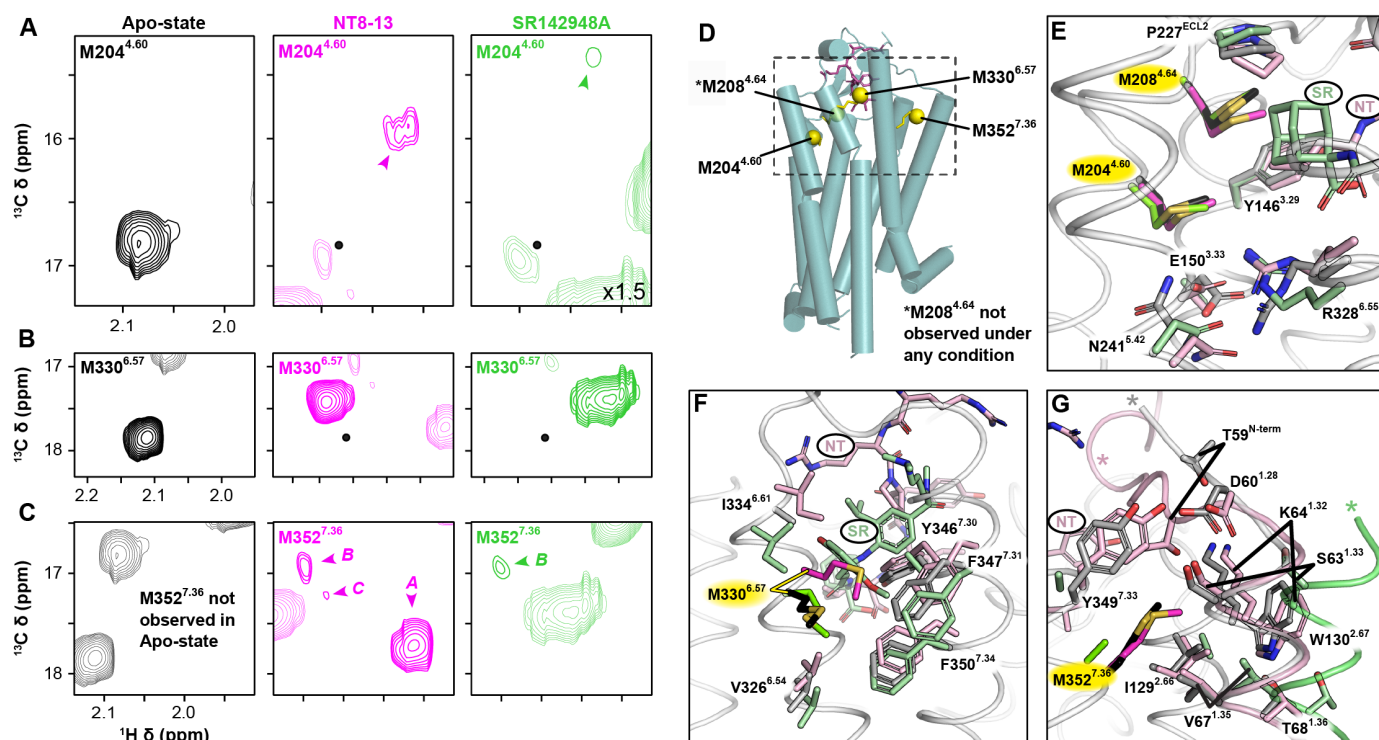 A
Apo-state
NT8-13
SR142948A
M204^4.60
M204^4.60
M204^4.60
16
17
¹³C δ (ppm)
2.1
2.0
x1.5
B
M330^6.57
M330^6.57
M330^6.57
17
18
¹³C δ (ppm)
2.2
2.1
2.0
C
M352^7.36
M352^7.36
B
C
A
B
M352^7.36 not
observed in
Apo-state
17
18
¹³C δ (ppm)
2.1
2.0
¹H δ (ppm)
D
*M208^4.64
M330^6.57
M352^7.36
M204^4.60
*M208^4.64 not
observed under
any condition
E
P227^ECL2
M208^4.64
SR
NT
M204^4.60
Y146^3.29
E150^3.33
R328^6.55
N241^5.42
F
NT
I334^6.61
SR
Y346^7.30
F347^7.31
M330^6.57
F350^7.34
V326^6.54
G
*
*
*
*
T59^N-term
D60^1.28
NT
K64^1.32
S63^1.33
Y349^7.33
W130^2.67
M352^7.36
I129^2.66
V67^1.35
T68^1.36